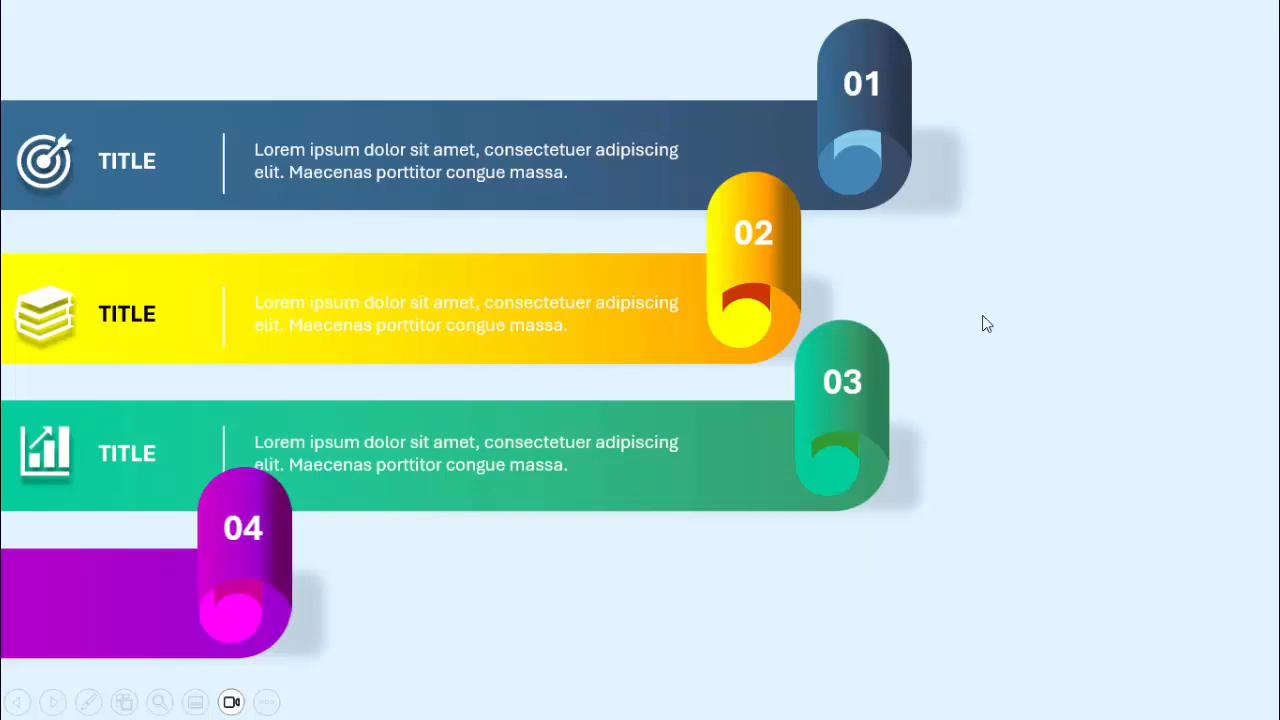 01
TITLE
Lorem ipsum dolor sit amet, consectetuer adipiscing
elit. Maecenas porttitor congue massa.
02
TITLE
Lorem ipsum dolor sit amet, consectetuer adipiscing
elit. Maecenas porttitor congue massa.
03
TITLE
Lorem ipsum dolor sit amet, consectetuer adipiscing
elit. Maecenas porttitor congue massa.
04